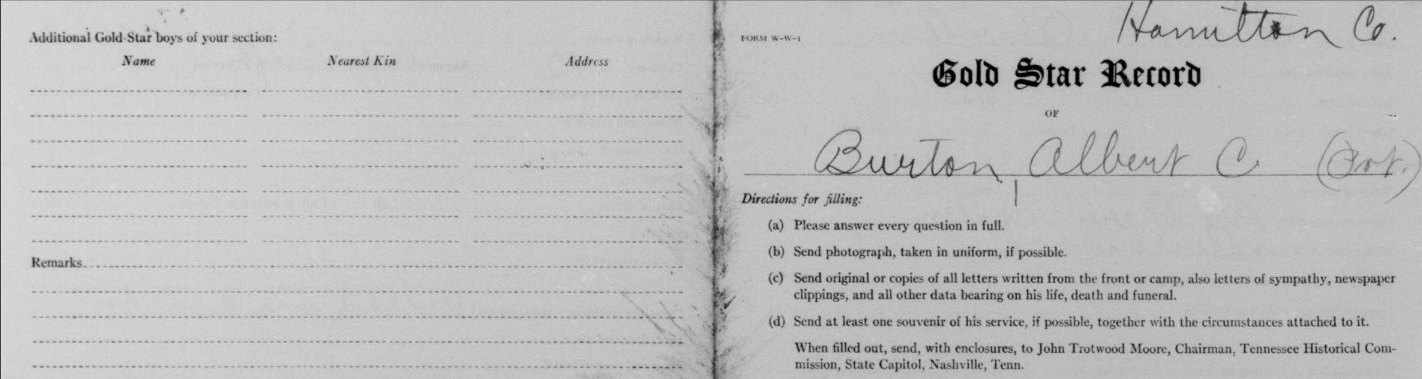 Additional Gold Star boys of your section:
Name Nearest Kin Address
Remarks
Hamilton Co.
FORM W-W-1
Gold Star Record
OF
Burton, Albert C (Pvt.)
Directions for filling:
(a) Please answer every question in full.
(b) Send photograph, taken in uniform, if possible.
(c) Send original or copies of all letters written from the front or camp, also letters of sympathy, newspaper
clippings, and all other data bearing on his life, death and funeral.
(d) Send at least one souvenir of his service, if possible, together with the circumstances attached to it.
When filled out, send, with enclosures, to John Trotwood Moore, Chairman, Tennessee Historical Com-
mission, State Capitol, Nashville, Tenn.